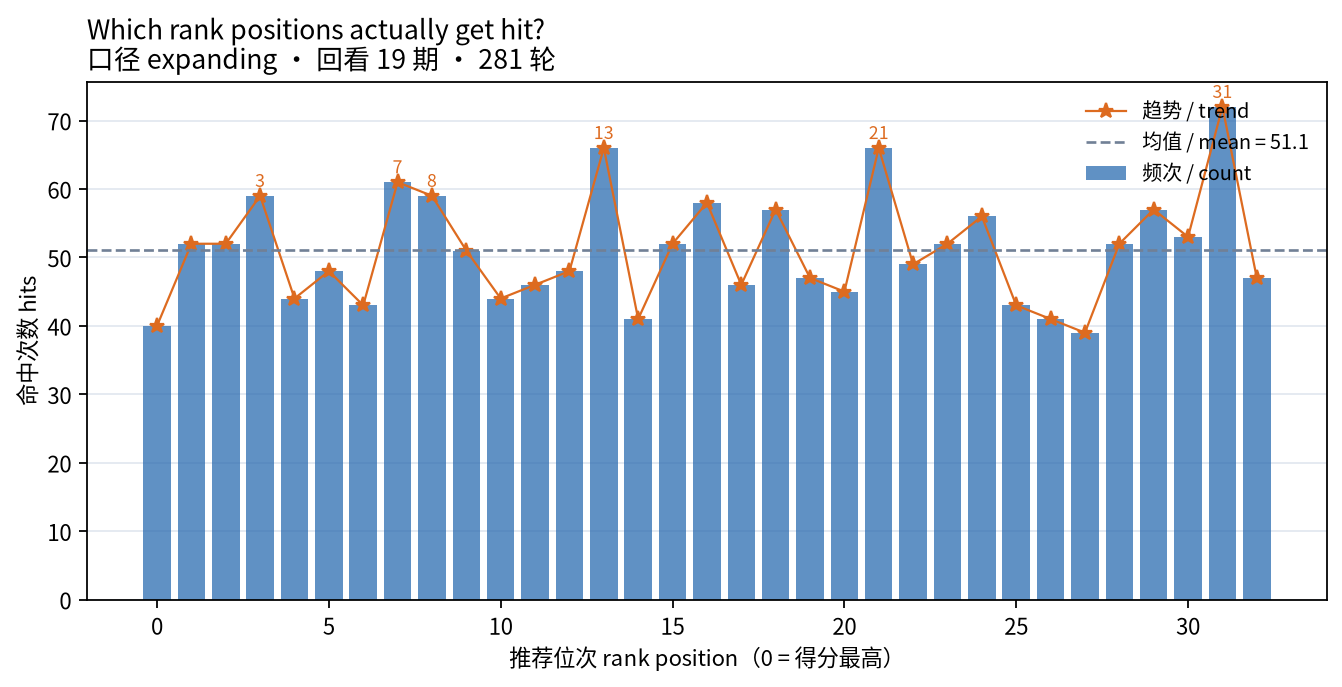 Which rank positions actually get hit?
口径 expanding · 回看 19 期 · 281 轮
31
趋势 / trend
均值 / mean = 51.1
频次 / count
13
21
7
3
8
70
60
50
40
30
20
10
0
命中次数 hits
0 5 10 15 20 25 30
推荐位次 rank position（0 = 得分最高）